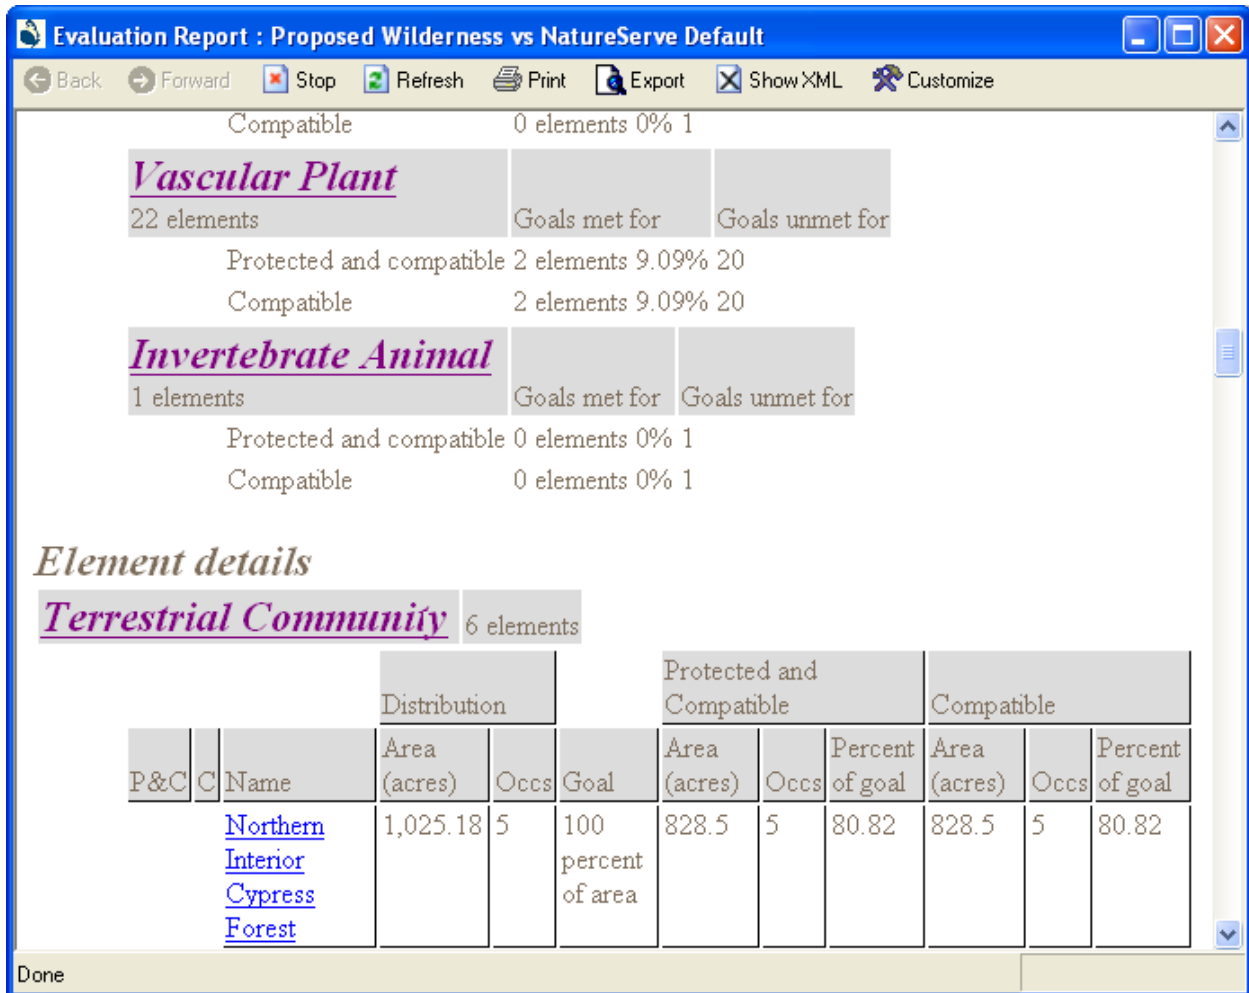 Evaluation Report : Proposed Wilderness vs NatureServe Default
Back Forward Stop Refresh Print Export Show XML Customize
Compatible 0 elements 0% 1
Vascular Plant
22 elements Goals met for Goals unmet for
Protected and compatible 2 elements 9.09% 20
Compatible 2 elements 9.09% 20
Invertebrate Animal
1 elements Goals met for Goals unmet for
Protected and compatible 0 elements 0% 1
Compatible 0 elements 0% 1
Element details
Terrestrial Community 6 elements
Protected and
Distribution Compatible Compatible
Area Area Percent Area Percent
P&C C Name (acres) Occs Goal (acres) Occs of goal (acres) Occs of goal
Northern 1,025.18 5 100 828.5 5 80.82 828.5 5 80.82
Interior percent
Cypress of area
Forest
Done